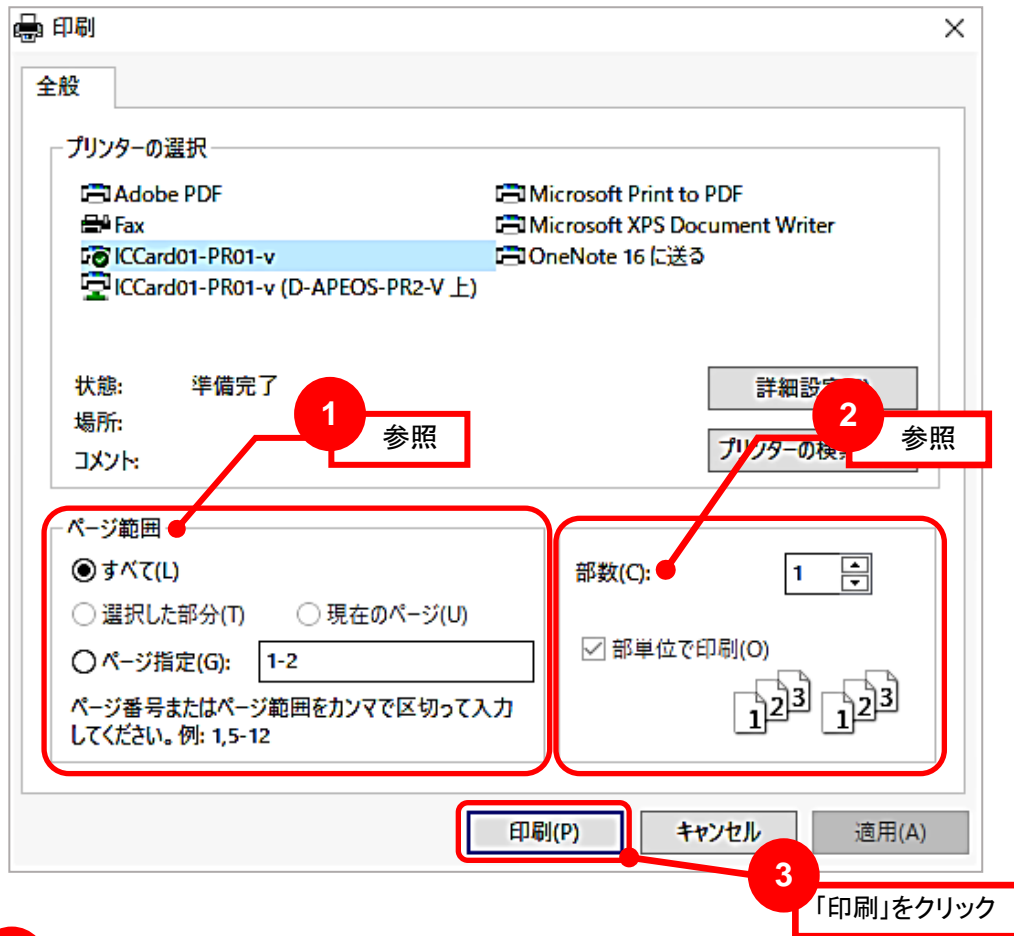 印刷
全般
プリンターの選択
Adobe PDF
Microsoft Print to PDF
Fax
Microsoft XPS Document Writer
ICCard01-PR01-v
OneNote 16 に送る
ICCard01-PR01-v (D-APEOS-PR2-V 上)
状態: 準備完了
詳細設
場所:
1
参照
2
参照
コメント:
プリンターの検
ページ範囲
すべて(L)
選択した部分(T) 現在のページ(U)
ページ指定(G): 1-2
ページ番号またはページ範囲をカンマで区切って入力
してください。例: 1,5-12
部数(C): 1
部単位で印刷(O)
1 2 3 1 2 3
印刷(P) キャンセル 適用(A)
3
「印刷」をクリック